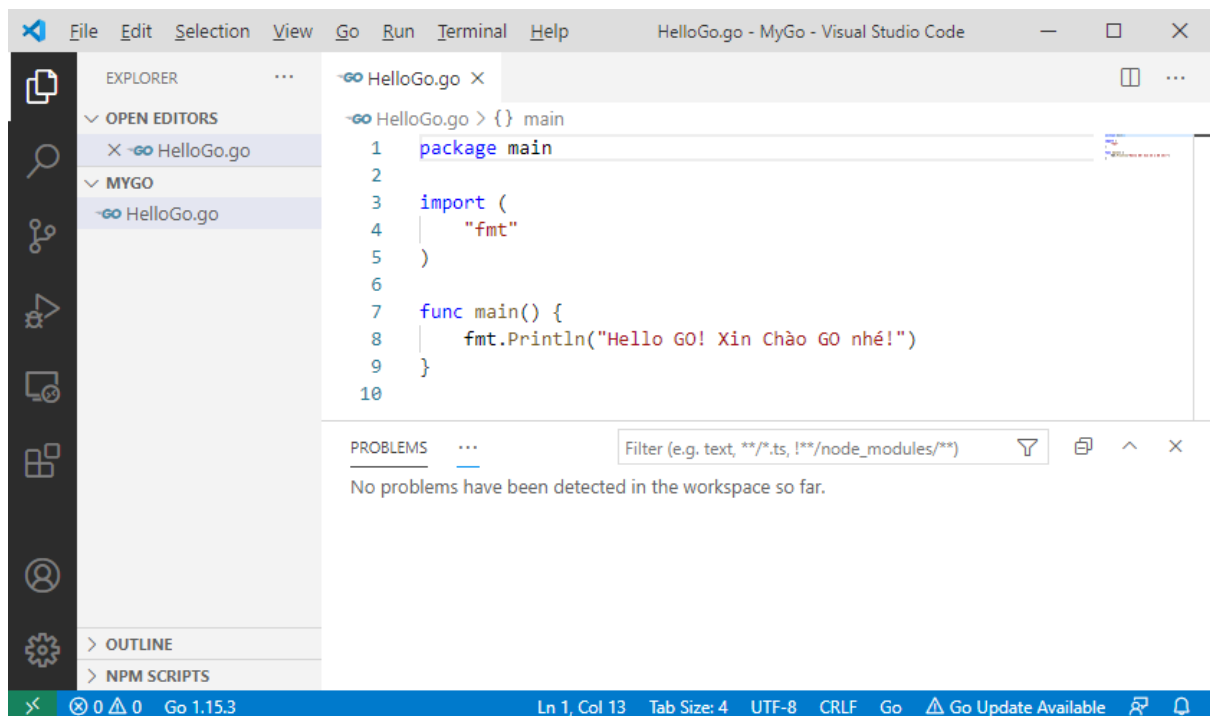 File Edit Selection View Go Run Terminal Help HelloGo.go - MyGo - Visual Studio Code
EXPLORER ···
OPEN EDITORS
GO HelloGo.go
MYGO
GO HelloGo.go
OUTLINE
NPM SCRIPTS
GO HelloGo.go
GO HelloGo.go > {} main
1 package main
2
3 import (
4 "fmt"
5 )
6
7 func main() {
8 fmt.Println("Hello GO! Xin Chào GO nhé!")
9 }
10
PROBLEMS ··· Filter (e.g. text, **/*.ts, !**/node_modules/**)
No problems have been detected in the workspace so far.
0 0 Go 1.15.3 Ln 1, Col 13 Tab Size: 4 UTF-8 CRLF Go Go Update Available